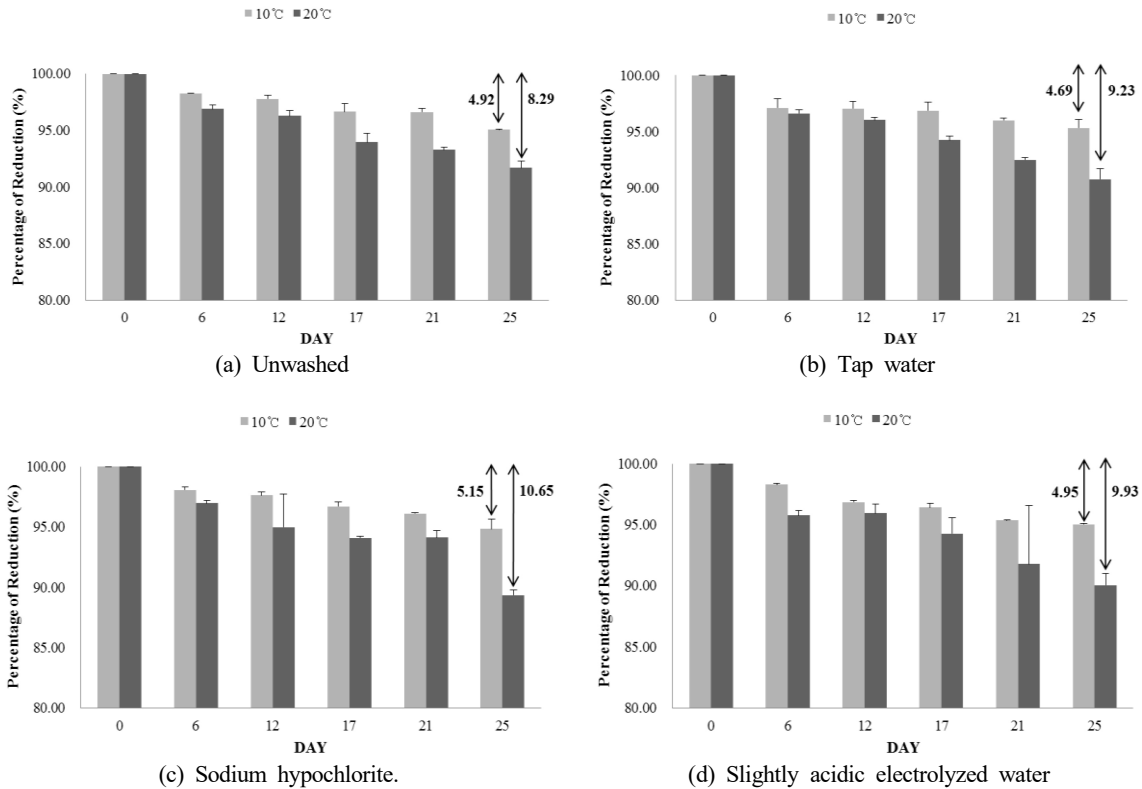 ■10℃ ■20℃
Percentage of Reduction (%)
100.00
95.00
90.00
85.00
80.00
4.92
8.29
0 6 12 17 21 25
DAY
(a) Unwashed
■10℃ ■20℃
Percentage of Reduction (%)
100.00
95.00
90.00
85.00
80.00
4.69
9.23
0 6 12 17 21 25
DAY
(b) Tap water
■10℃ ■20℃
Percentage of Reduction (%)
100.00
95.00
90.00
85.00
80.00
5.15
10.65
0 6 12 17 21 25
DAY
(c) Sodium hypochlorite.
■10℃ ■20℃
Percentage of Reduction (%)
100.00
95.00
90.00
85.00
80.00
4.95
9.93
0 6 12 17 21 25
DAY
(d) Slightly acidic electrolyzed water